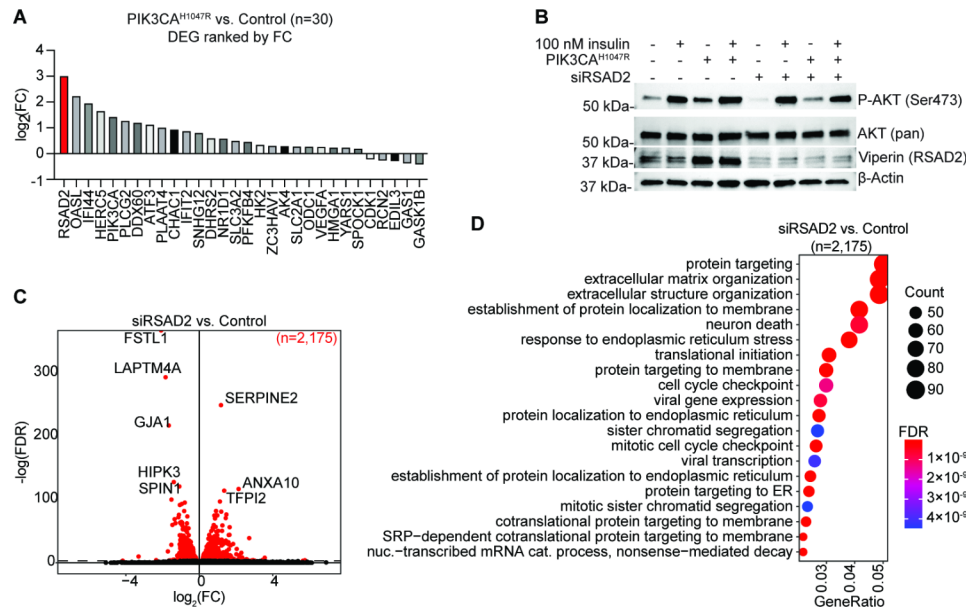 A
PIK3CA^H1047R vs. Control (n=30)
DEG ranked by FC
log2(FC)
4
3
2
1
0
-1
RSAD2
OASL
IFI44
HERC5
PIK3CA
PLCG2
DDX60
ATF3
PLAAT4
CHAC1
IFIT2
SNHG12
DHRS2
NR1D1
SLC3A2
PFKFB4
HK2
ZC3HAV1
AK4
SLC2A1
ODC1
VEGFA
HMGA1
YARS1
SPOCK1
CDK1
RCN2
EDIL3
GAS1
GASK1B
B
100 nM insulin - + - + - + - +
PIK3CA^H1047R - - + + - - + +
siRSAD2 - - - - + + + +
50 kDa- P-AKT (Ser473)
50 kDa- AKT (pan)
37 kDa- Viperin (RSAD2)
37 kDa- β-Actin
C
siRSAD2 vs. Control
(n=2,175)
FSTL1
LAPTM4A
SERPINE2
GJA1
HIPK3
SPIN1
ANXA10
TFPI2
-log(FDR)
300
200
100
0
−4 0 4
log2(FC)
D
siRSAD2 vs. Control
(n=2,175)
protein targeting
extracellular matrix organization
extracellular structure organization
establishment of protein localization to membrane
neuron death
response to endoplasmic reticulum stress
translational initiation
protein targeting to membrane
cell cycle checkpoint
viral gene expression
protein localization to endoplasmic reticulum
sister chromatid segregation
mitotic cell cycle checkpoint
viral transcription
establishment of protein localization to endoplasmic reticulum
protein targeting to ER
mitotic sister chromatid segregation
cotranslational protein targeting to membrane
SRP-dependent cotranslational protein targeting to membrane
nuc.-transcribed mRNA cat. process, nonsense-mediated decay
0.03
0.04
0.05
GeneRatio
Count
50
60
70
80
90
FDR
1×10
2×10
3×10
4×10